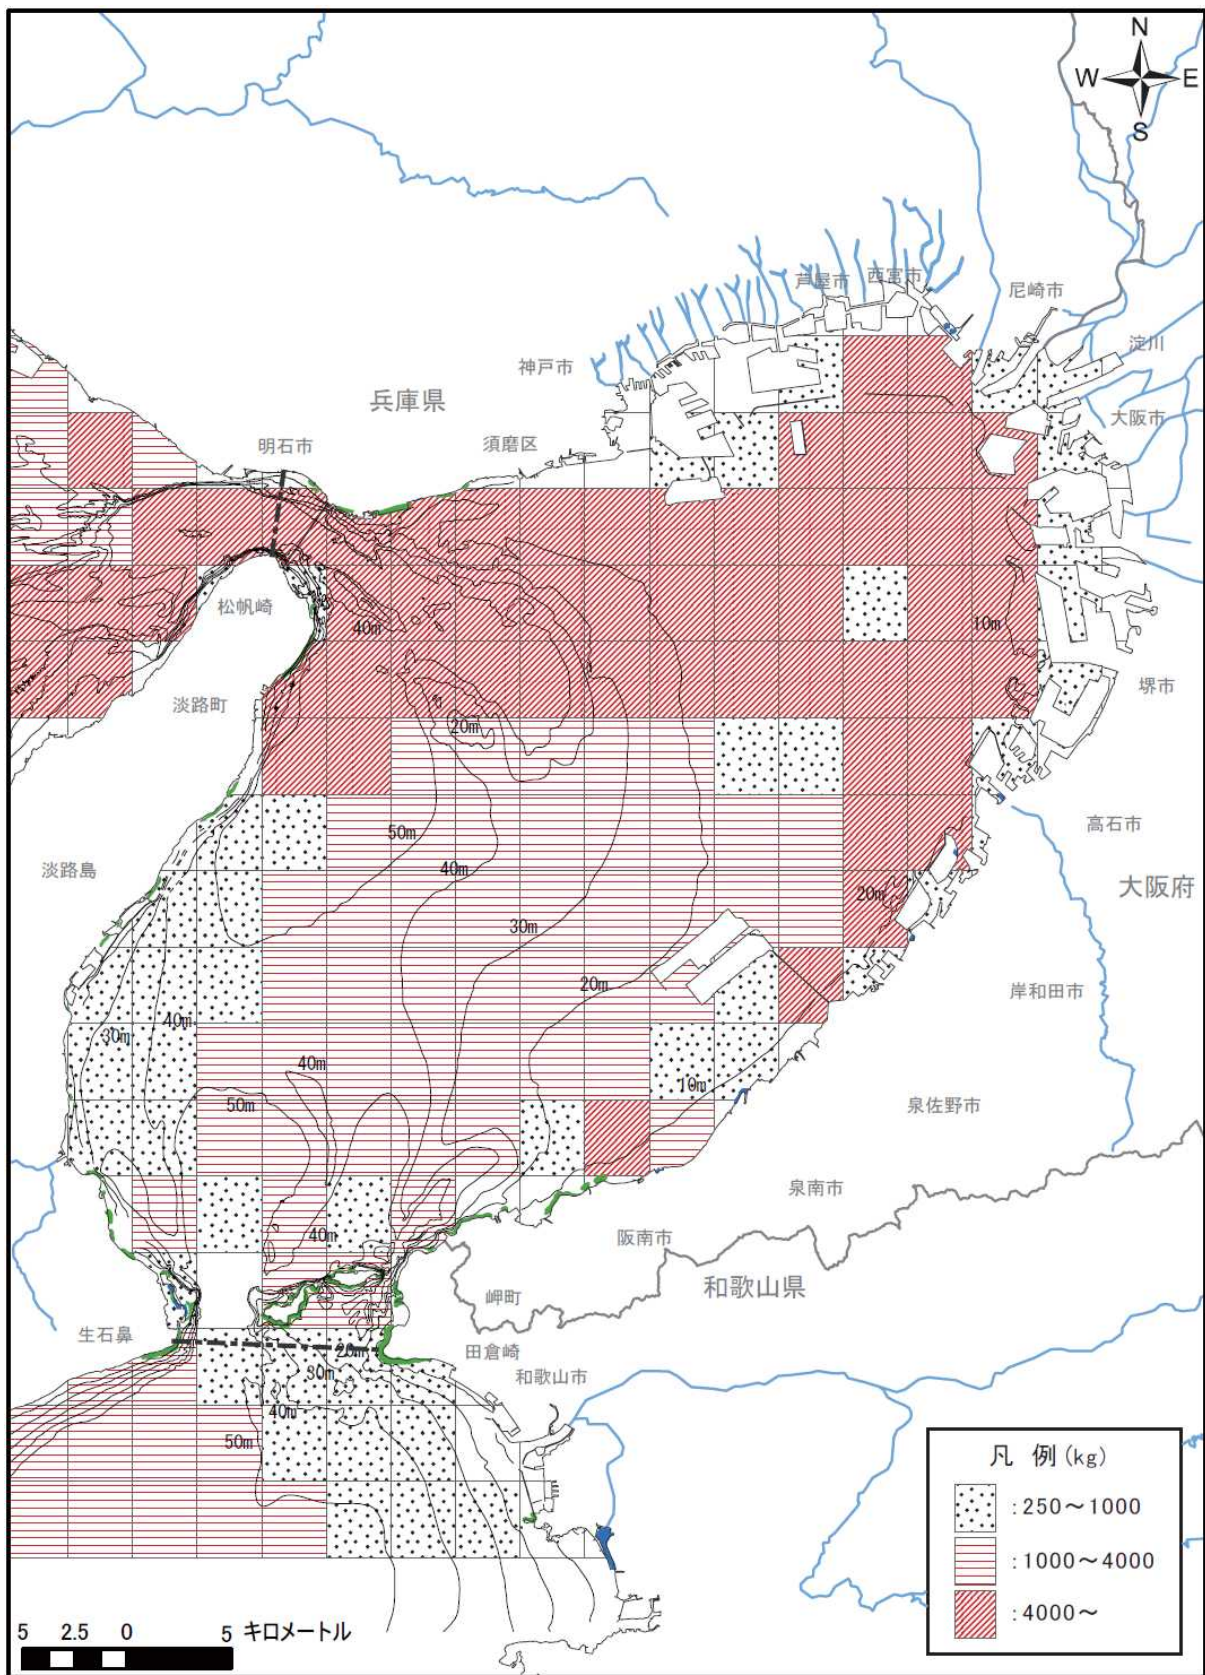 N
W E
S
芦屋市 西宮市
尼崎市
淀川
神戸市
兵庫県
大阪市
明石市
須磨区
松帆崎
40m
10m
堺市
淡路町
20m
50m
高石市
淡路島
40m
大阪府
20m
30m
20m
岸和田市
40m
30m
40m
10m
50m
泉佐野市
泉南市
40m
阪南市
和歌山県
岬町
生石鼻
20m
田倉崎
30m
和歌山市
40m
50m
凡 例(kg)
:250～1000
:1000～4000
:4000～
5 2.5 0 5 キロメートル